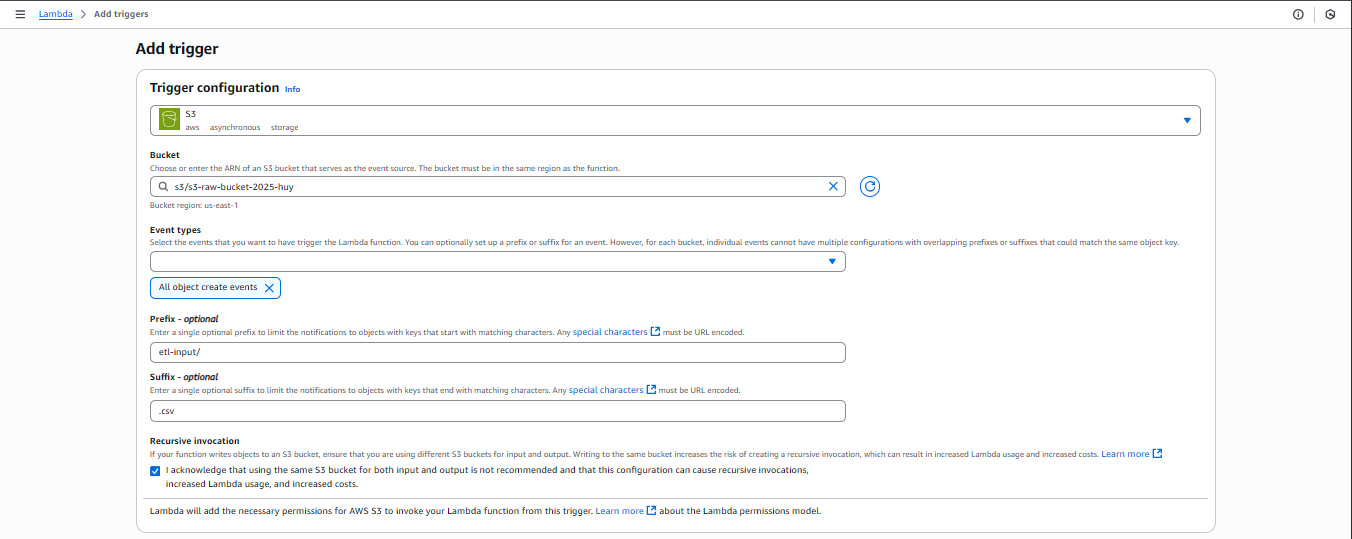 Lambda > Add triggers
Add trigger
Trigger configuration Info
S3
aws asynchronous storage
Bucket
Choose or enter the ARN of an S3 bucket that serves as the event source. The bucket must be in the same region as the function.
s3/s3-raw-bucket-2025-huy
Bucket region: us-east-1
Event types
Select the events that you want to have trigger the Lambda function. You can optionally set up a prefix or suffix for an event. However, for each bucket, individual events cannot have multiple configurations with overlapping prefixes or suffixes that could match the same object key.
All object create events
Prefix - optional
Enter a single optional prefix to limit the notifications to objects with keys that start with matching characters. Any special characters must be URL encoded.
etl-input/
Suffix - optional
Enter a single optional suffix to limit the notifications to objects with keys that end with matching characters. Any special characters must be URL encoded.
.csv
Recursive invocation
If your function writes objects to an S3 bucket, ensure that you are using different S3 buckets for input and output. Writing to the same bucket increases the risk of creating a recursive invocation, which can result in increased Lambda usage and increased costs. Learn more
I acknowledge that using the same S3 bucket for both input and output is not recommended and that this configuration can cause recursive invocations,
increased Lambda usage, and increased costs.
Lambda will add the necessary permissions for AWS S3 to invoke your Lambda function from this trigger. Learn more about the Lambda permissions model.